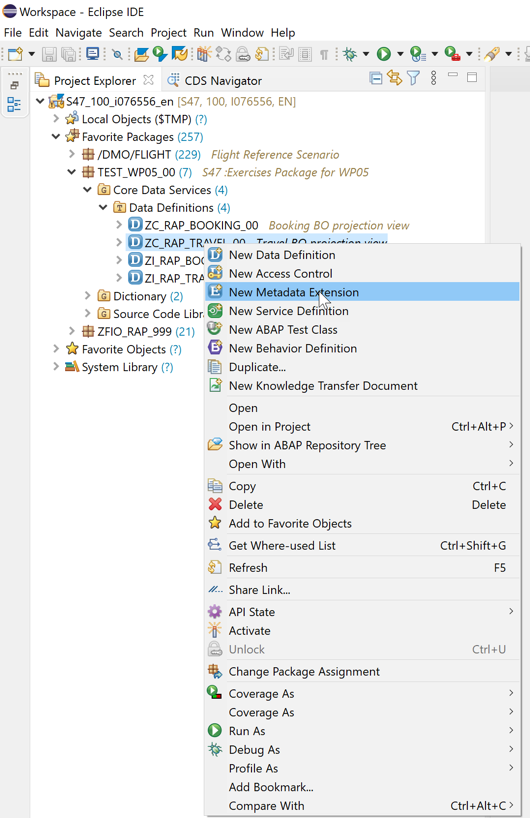 Workspace - Eclipse IDE
File Edit Navigate Search Project Run Window Help
Project Explorer CDS Navigator
S47_100_i076556_en [S47, 100, I076556, EN]
Local Objects ($TMP) (?)
Favorite Packages (257)
/DMO/FLIGHT (229) Flight Reference Scenario
TEST_WP05_00 (7) S47 :Exercises Package for WP05
Core Data Services (4)
Data Definitions (4)
ZC_RAP_BOOKING_00 Booking BO projection view
ZC_RAP_TRAVEL_00 Travel BO projection view
ZI_RAP_BOO
ZI_RAP_TRA
Dictionary (2)
Source Code Libr
ZFIO_RAP_999 (21)
Favorite Objects (?)
System Library (?)
New Data Definition
New Access Control
New Metadata Extension
New Service Definition
New ABAP Test Class
New Behavior Definition
Duplicate...
New Knowledge Transfer Document
Open
Open in Project Ctrl+Alt+P
Show in ABAP Repository Tree
Open With
Copy Ctrl+C
Delete Delete
Add to Favorite Objects
Get Where-used List Ctrl+Shift+G
Refresh F5
Share Link...
API State
Activate
Unlock Ctrl+U
Change Package Assignment
Coverage As
Coverage As
Run As
Debug As
Profile As
Add Bookmark...
Compare With Ctrl+Alt+C